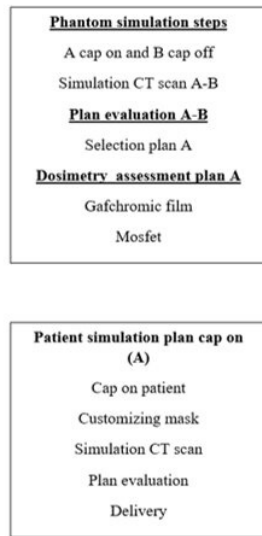 Phantom simulation steps
A cap on and B cap off
Simulation CT scan A-B
Plan evaluation A-B
Selection plan A
Dosimetry assessment plan A
Gafchromic film
Mosfet
Patient simulation plan cap on
(A)
Cap on patient
Customizing mask
Simulation CT scan
Plan evaluation
Delivery